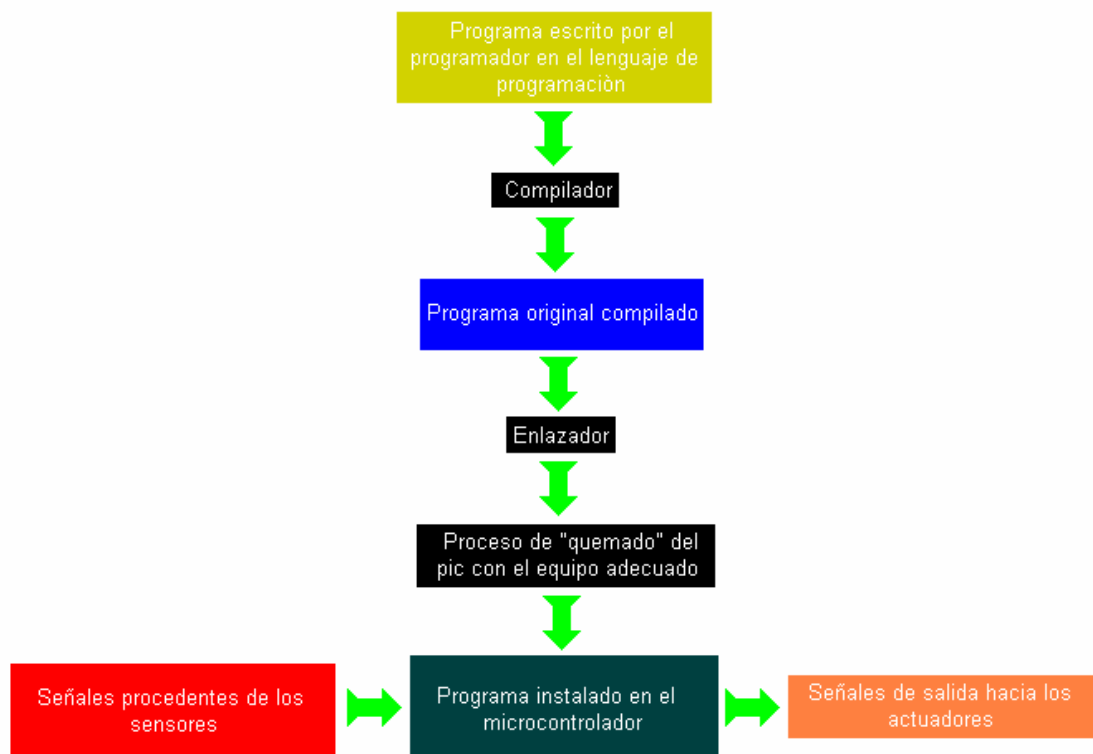 Programa escrito por el
programador en el lenguaje de
programaciòn
Compilador
Programa original compilado
Enlazador
Proceso de "quemado" del
pic con el equipo adecuado
Señales procedentes de los
sensores
Programa instalado en el
microcontrolador
Señales de salida hacia los
actuadores